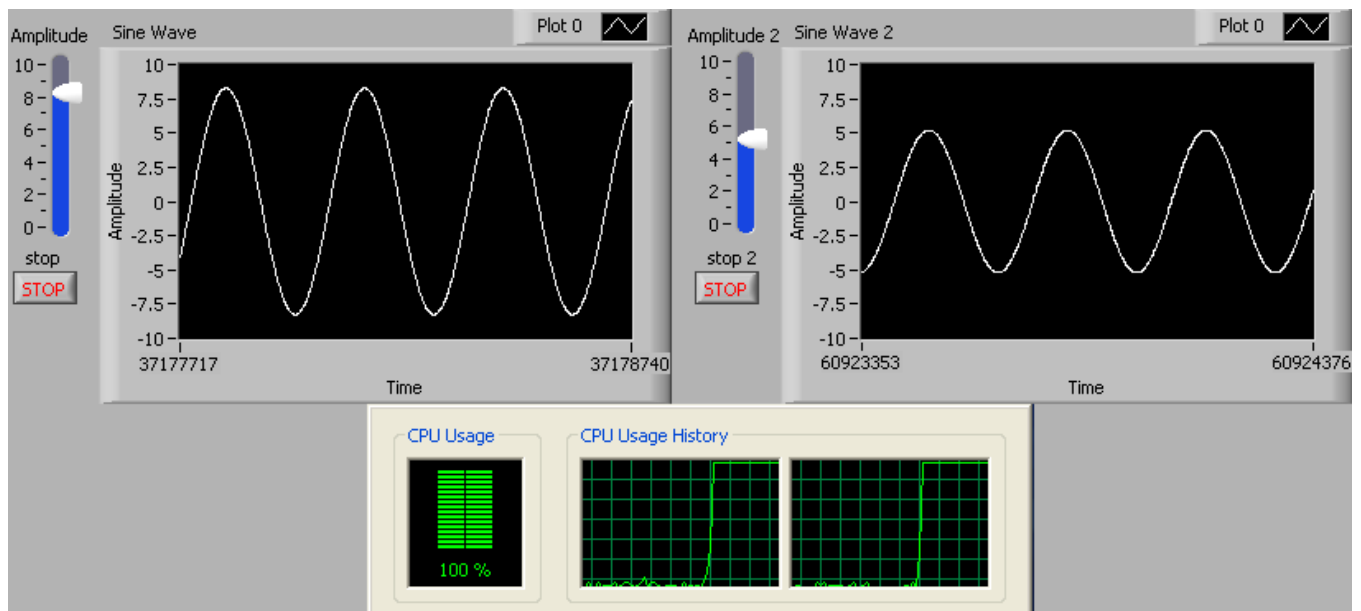 Amplitude
10
8
6
4
2
0
stop
STOP
Sine Wave
Plot 0
Amplitude
10
7.5
5
2.5
0
-2.5
-5
-7.5
-10
37177717
37178740
Time
Amplitude 2
10
8
6
4
2
0
stop 2
STOP
Sine Wave 2
Plot 0
Amplitude
10
7.5
5
2.5
0
-2.5
-5
-7.5
-10
60923353
60924376
Time
CPU Usage
100 %
CPU Usage History